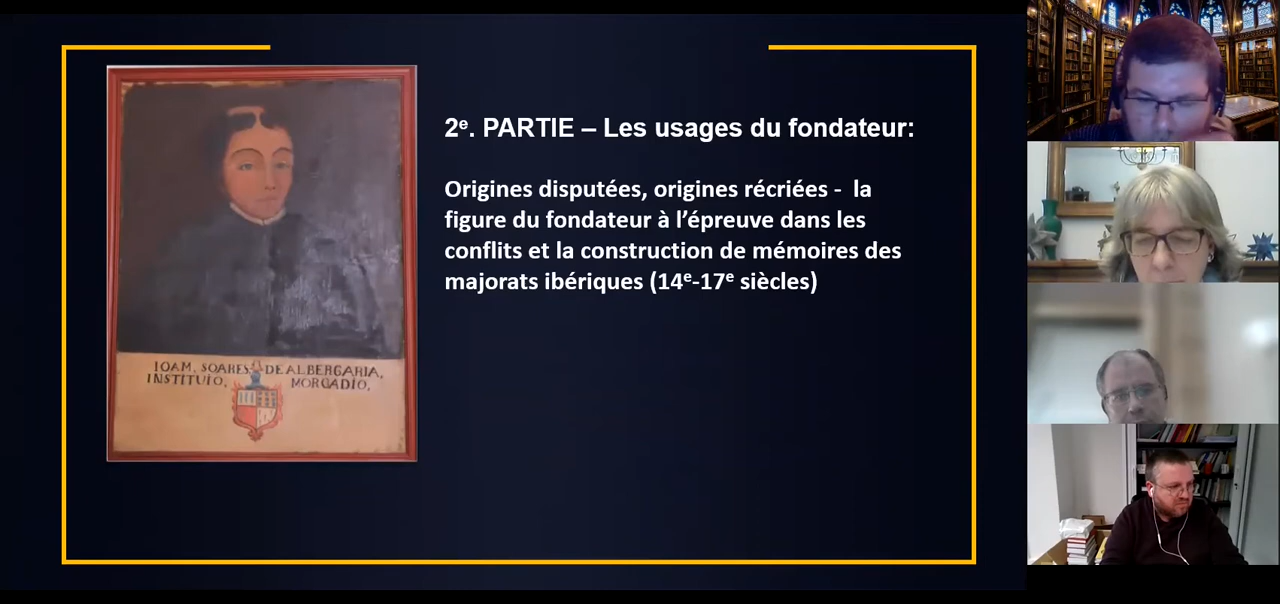 2e. PARTIE – Les usages du fondateur:
Origines disputées, origines récriées - la
figure du fondateur à l'épreuve dans les
conflits et la construction de mémoires des
majorats ibériques (14e-17e siècles)
IOAM, SOARES, DE ALBERGARIA,
INSTITUIO, MORGADIO,